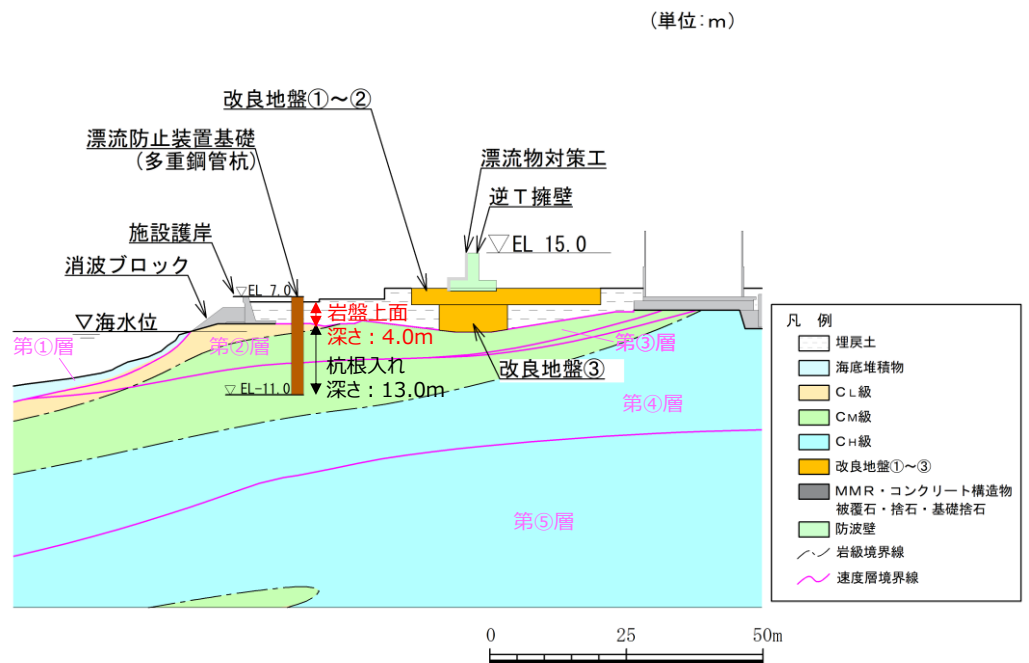 (単位:m)
改良地盤①~②
漂流防止装置基礎
(多重鋼管杭)
漂流物対策工
逆T擁壁
施設護岸
▽EL 15.0
消波ブロック
▽EL 7.0
▽海水位
岩盤上面
深さ:4.0m
第①層
第②層
第③層
杭根入れ
深さ:13.0m
改良地盤③
▽EL-11.0
第④層
第⑤層
凡 例
埋戻土
海底堆積物
CL級
CM級
CH級
改良地盤①~③
MMR・コンクリート構造物
被覆石・捨石・基礎捨石
防波壁
岩級境界線
速度層境界線
0 25 50m